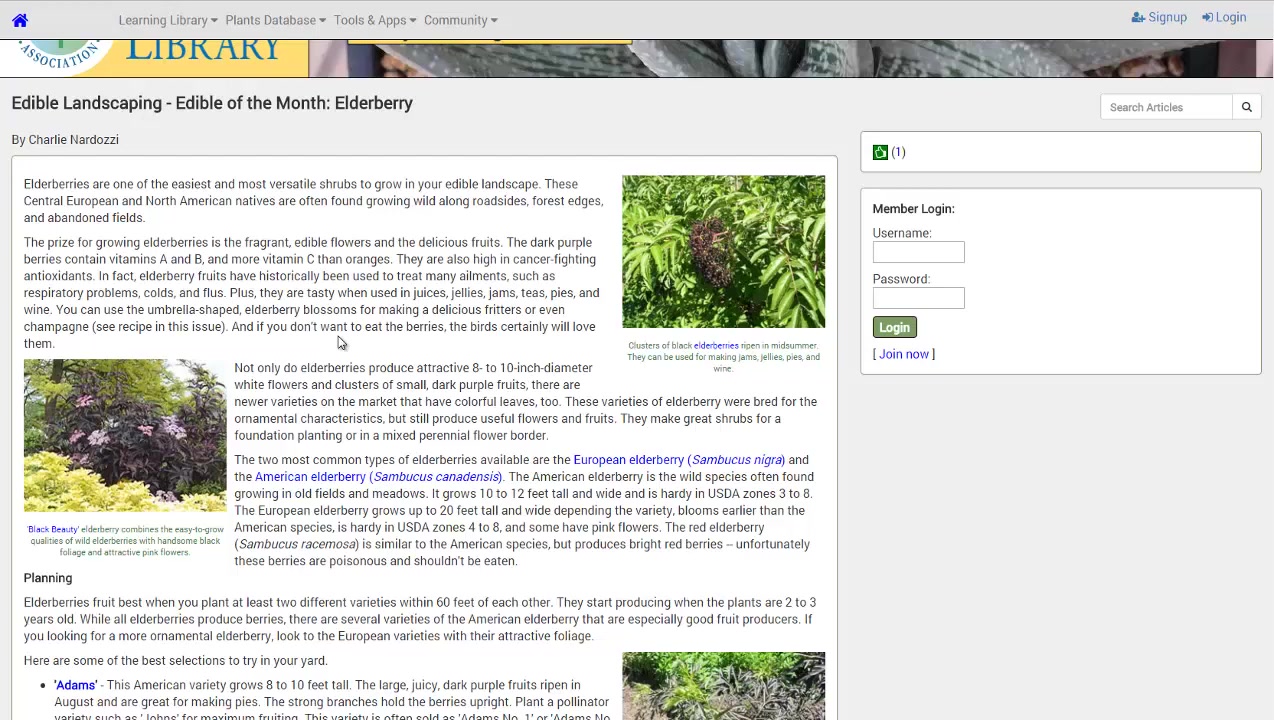 Learning Library Plants Database Tools & Apps Community Signup Login
ASSOCIATION LIBRARY
Edible Landscaping - Edible of the Month: Elderberry
Search Articles
By Charlie Nardozzi
(1)
Elderberries are one of the easiest and most versatile shrubs to grow in your edible landscape. These
Central European and North American natives are often found growing wild along roadsides, forest edges,
and abandoned fields.
The prize for growing elderberries is the fragrant, edible flowers and the delicious fruits. The dark purple
berries contain vitamins A and B, and more vitamin C than oranges. They are also high in cancer-fighting
antioxidants. In fact, elderberry fruits have historically been used to treat many ailments, such as
respiratory problems, colds, and flus. Plus, they are tasty when used in juices, jellies, jams, teas, pies, and
wine. You can use the umbrella-shaped, elderberry blossoms for making a delicious fritters or even
champagne (see recipe in this issue). And if you don't want to eat the berries, the birds certainly will love
them.
Clusters of black elderberries ripen in midsummer.
They can be used for making jams, jellies, pies, and
wine.
Not only do elderberries produce attractive 8- to 10-inch-diameter
white flowers and clusters of small, dark purple fruits, there are
newer varieties on the market that have colorful leaves, too. These varieties of elderberry were bred for the
ornamental characteristics, but still produce useful flowers and fruits. They make great shrubs for a
foundation planting or in a mixed perennial flower border.
The two most common types of elderberries available are the European elderberry (Sambucus nigra) and
the American elderberry (Sambucus canadensis). The American elderberry is the wild species often found
growing in old fields and meadows. It grows 10 to 12 feet tall and wide and is hardy in USDA zones 3 to 8.
The European elderberry grows up to 20 feet tall and wide depending the variety, blooms earlier than the
American species, is hardy in USDA zones 4 to 8, and some have pink flowers. The red elderberry
(Sambucus racemosa) is similar to the American species, but produces bright red berries – unfortunately
these berries are poisonous and shouldn't be eaten.
'Black Beauty' elderberry combines the easy-to-grow
qualities of wild elderberries with handsome black
foliage and attractive pink flowers.
Planning
Elderberries fruit best when you plant at least two different varieties within 60 feet of each other. They start producing when the plants are 2 to 3
years old. While all elderberries produce berries, there are several varieties of the American elderberry that are especially good fruit producers. If
you looking for a more ornamental elderberry, look to the European varieties with their attractive foliage.
Here are some of the best selections to try in your yard.
• 'Adams' - This American variety grows 8 to 10 feet tall. The large, juicy, dark purple fruits ripen in
August and are great for making pies. The strong branches hold the berries upright. Plant a pollinator
variety such as 'Johns' for maximum fruiting. This variety is often sold as 'Adams No. 1' or 'Adams No.
Member Login:
Username:
Password:
Login
[ Join now ]